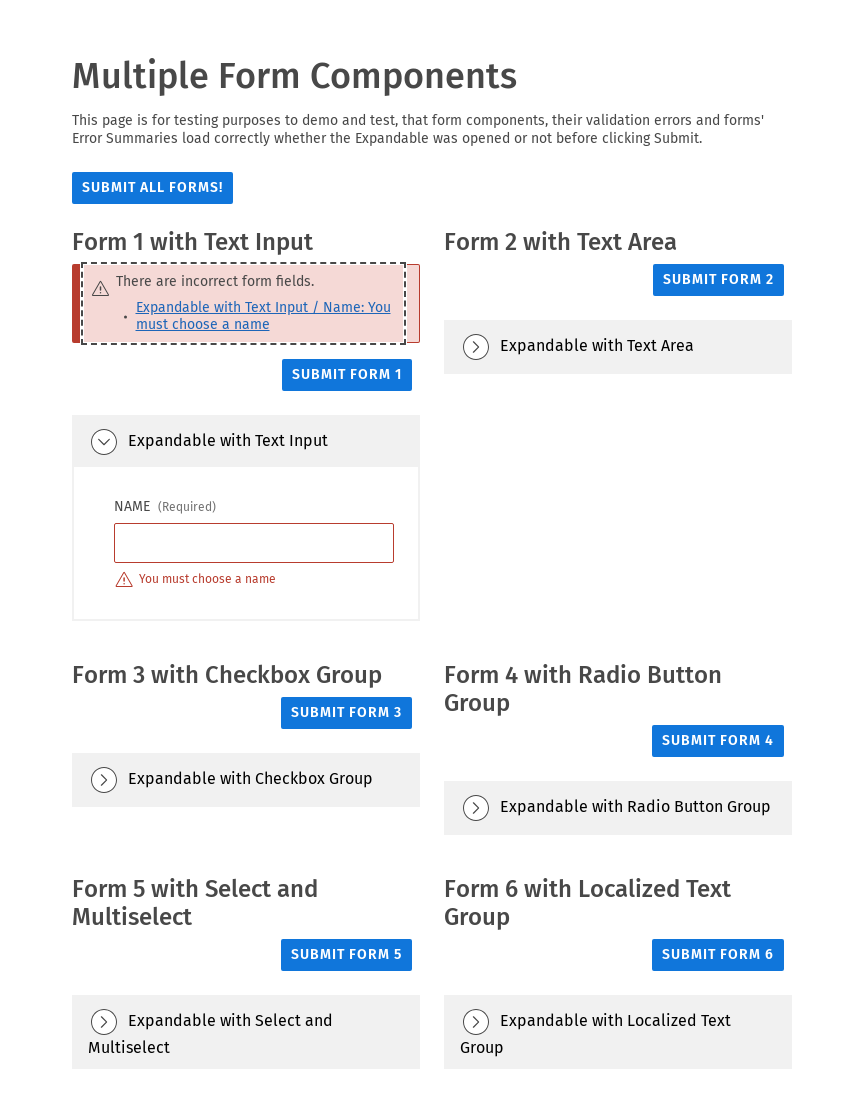 Multiple Form Components
This page is for testing purposes to demo and test, that form components, their validation errors and forms'
Error Summaries load correctly whether the Expandable was opened or not before clicking Submit.
SUBMIT ALL FORMS!
Form 1 with Text Input
There are incorrect form fields.
• Expandable with Text Input / Name: You
must choose a name
SUBMIT FORM 1
Expandable with Text Input
NAME (Required)
You must choose a name
Form 2 with Text Area
SUBMIT FORM 2
Expandable with Text Area
Form 3 with Checkbox Group
SUBMIT FORM 3
Expandable with Checkbox Group
Form 4 with Radio Button
Group
SUBMIT FORM 4
Expandable with Radio Button Group
Form 5 with Select and
Multiselect
SUBMIT FORM 5
Expandable with Select and
Multiselect
Form 6 with Localized Text
Group
SUBMIT FORM 6
Expandable with Localized Text
Group